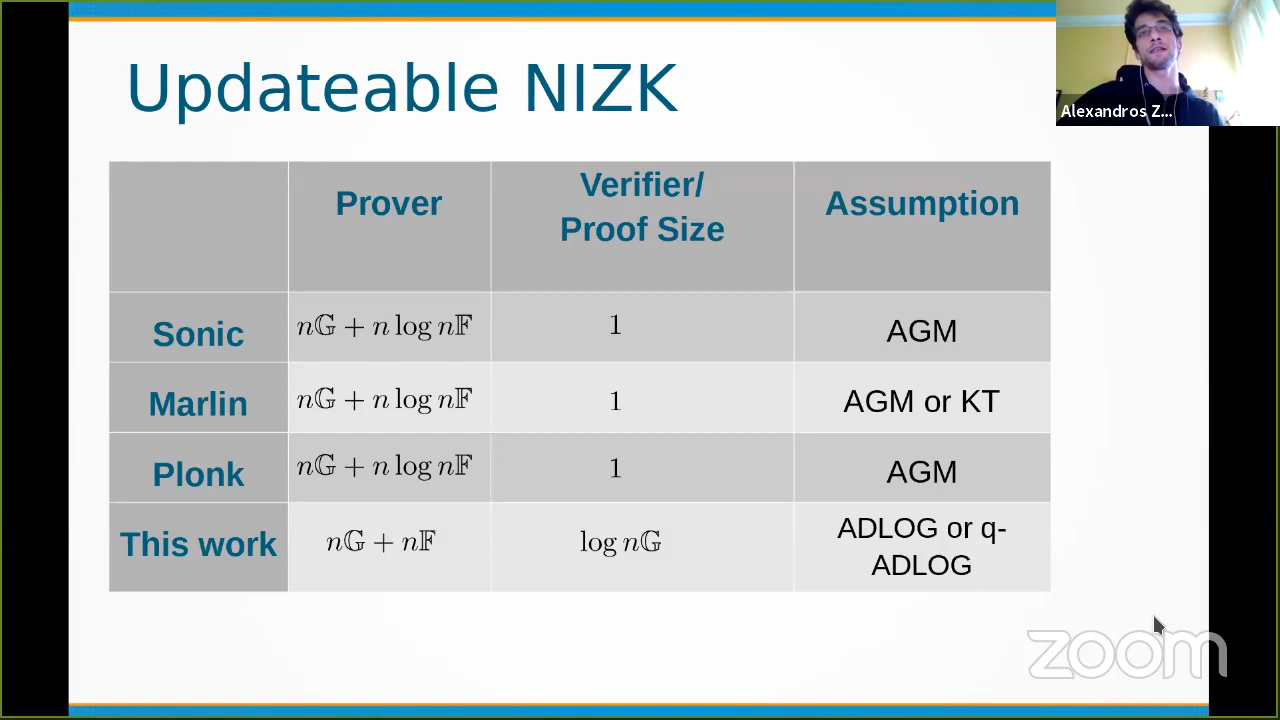 Updateable NIZK
Alexandros Z...
Prover
Verifier/
Proof Size
Assumption
Sonic
n𝔾 + n log n𝔽
1
AGM
Marlin
n𝔾 + n log n𝔽
1
AGM or KT
Plonk
n𝔾 + n log n𝔽
1
AGM
This work
n𝔾 + n𝔽
log n𝔾
ADLOG or q-
ADLOG
zoom